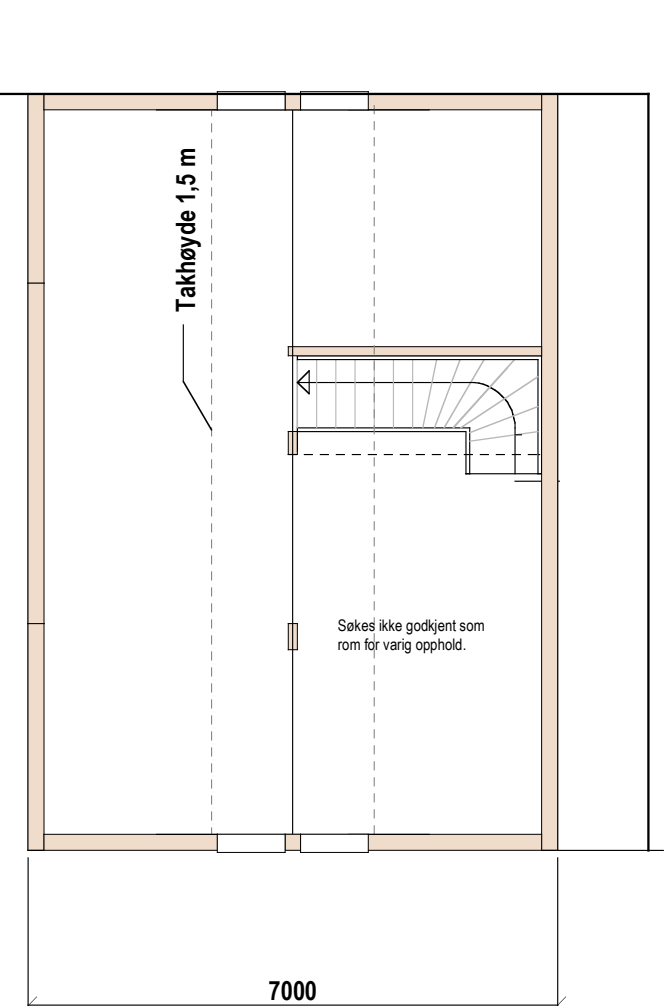 Takhøyde 1,5 m
Søkes ikke godkjent som
rom for varig opphold.
7000